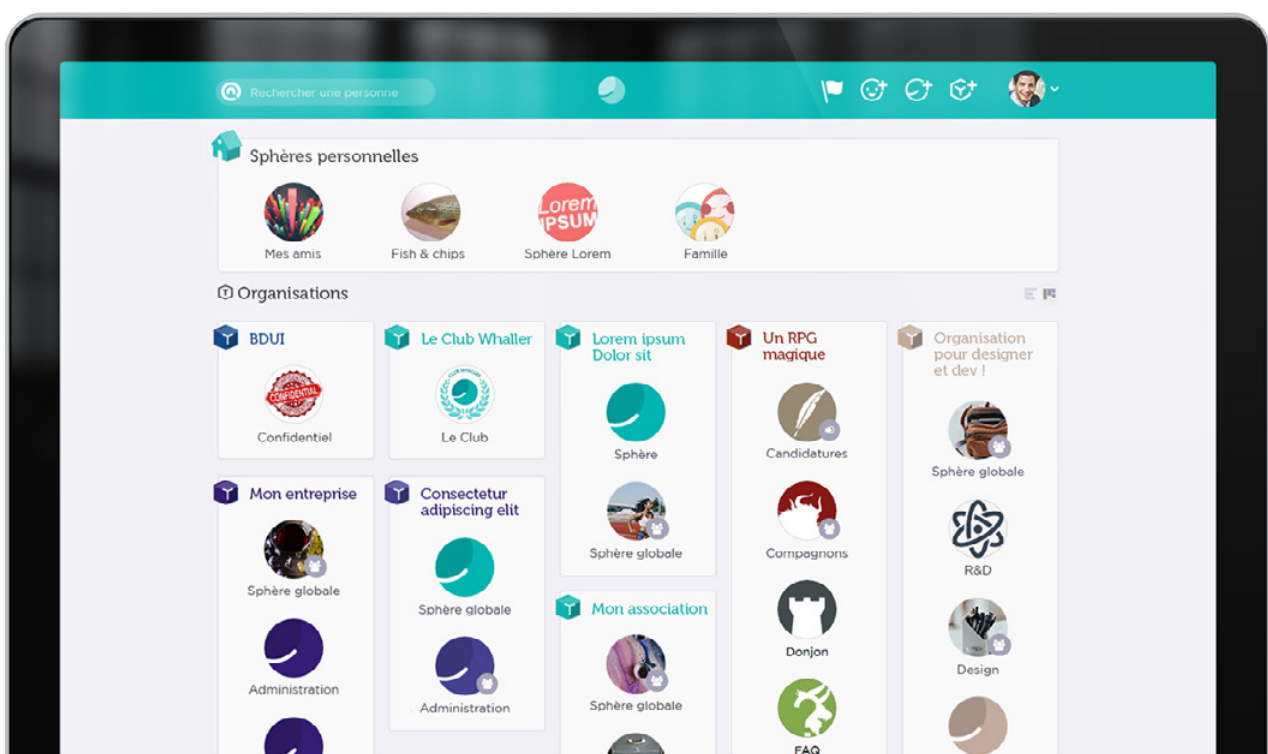 Rechercher une personne
Sphères personnelles
Lorem
IPSUM
Mes amis
Fish & chips
Sphère Lorem
Famille
Organisations
BDUI
CONFIDENTIAL
Confidentiel
Le Club Whaller
Le Club
Lorem ipsum
Dolor sit
Sphère
Sphère globale
Un RPG
magique
Candidatures
Compagnons
Donjon
FAQ
Organisation
pour designer
et dev !
Sphère globale
R&D
Design
Mon entreprise
Sphère globale
Administration
Consectetur
adipiscing elit
Sphère globale
Administration
Mon association
Sphère globale